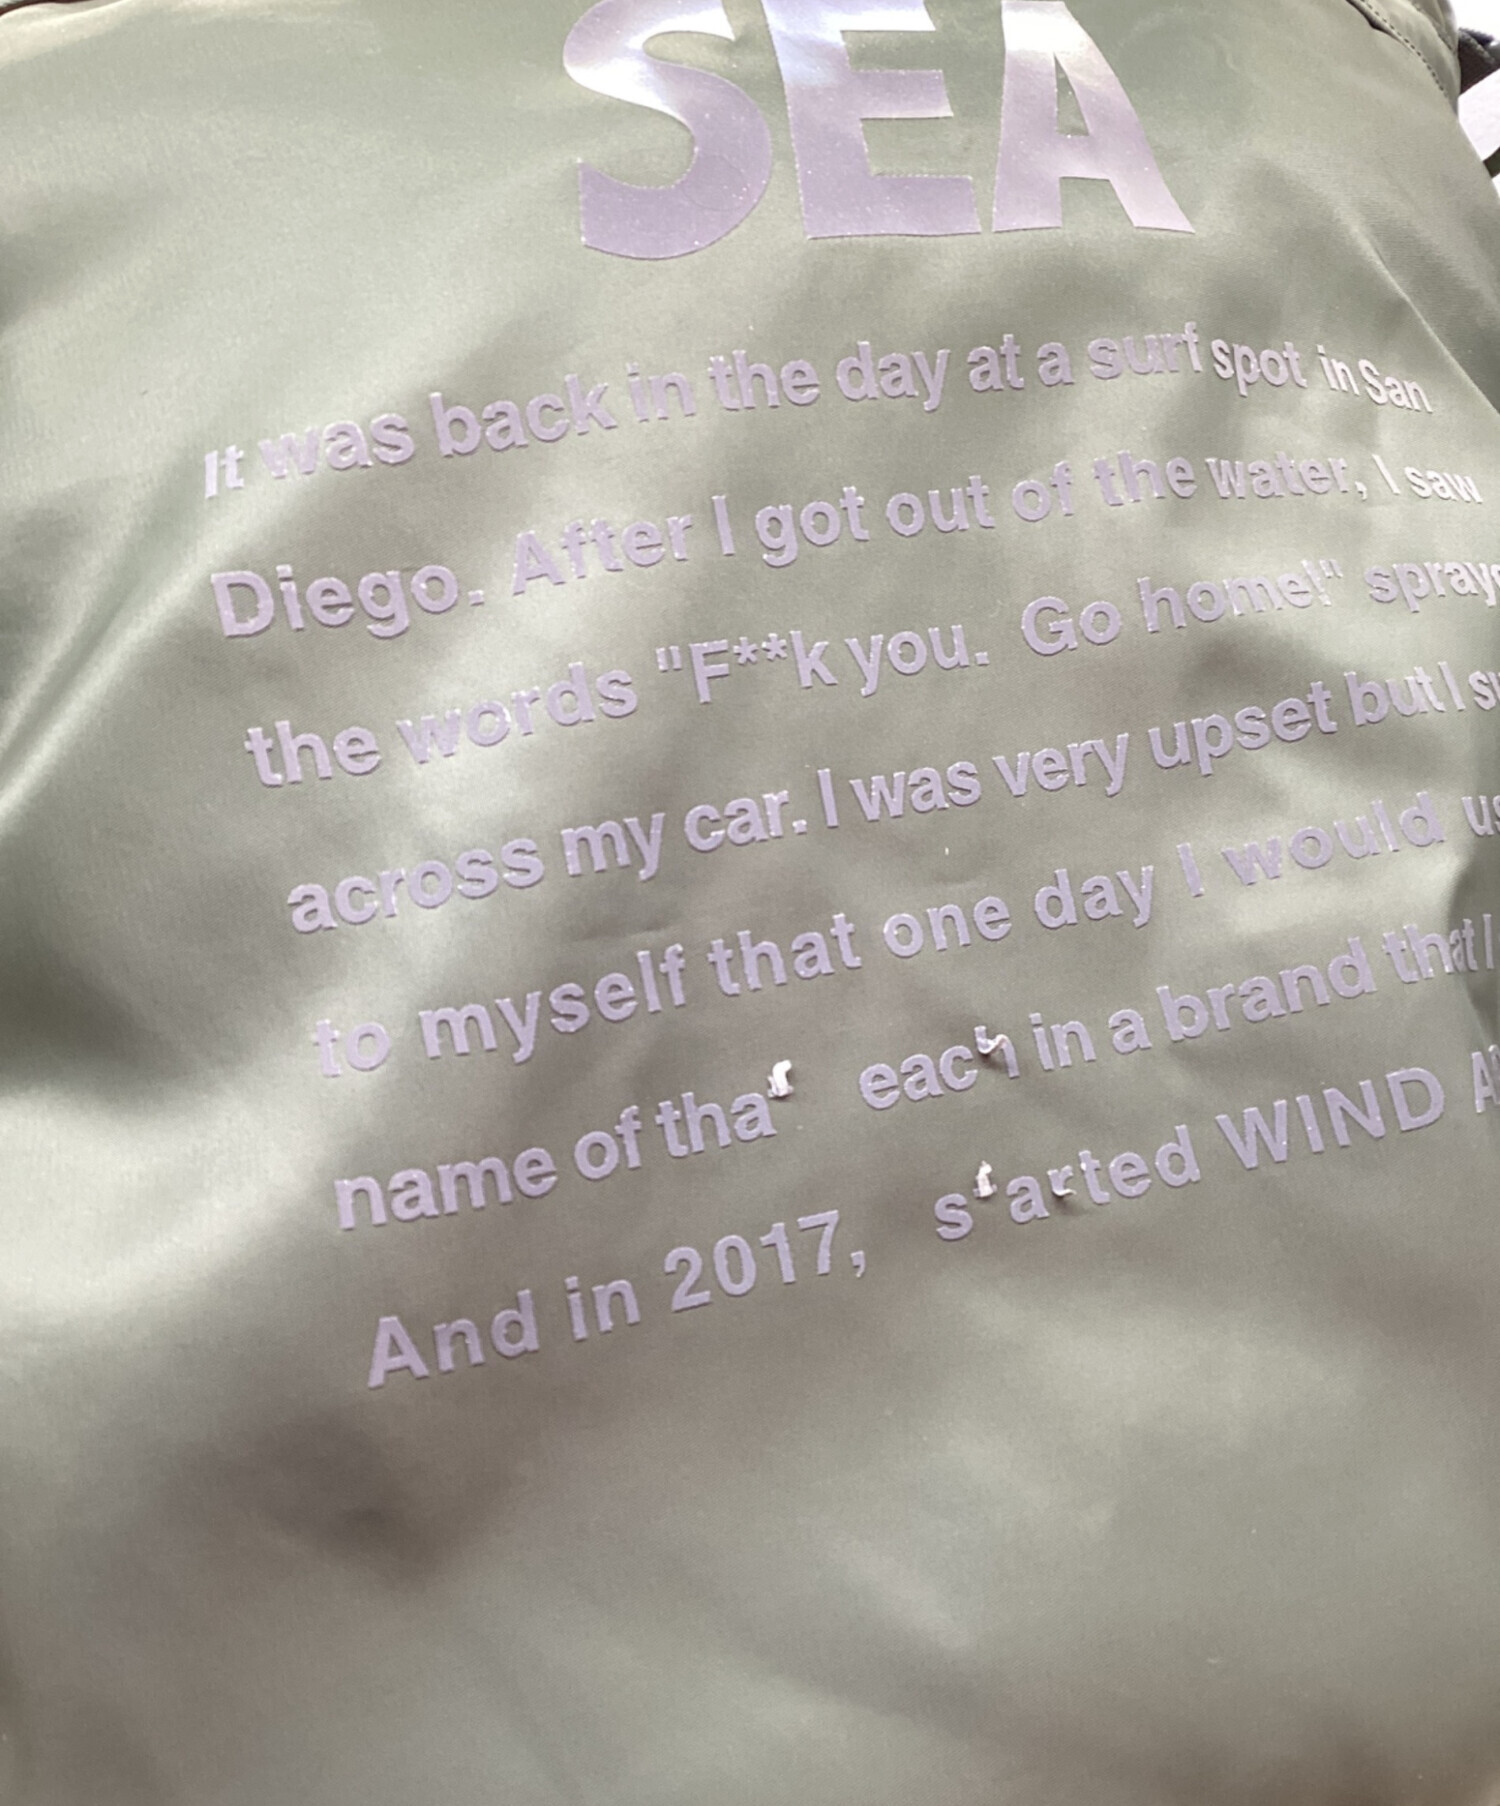 SEA
It was back in the day at a surf spot in San
Diego. After I got out of the water, I saw
the words "F**k you. Go home!"
across my car. I was very upset but I
to myself that one day I would
name of each in a brand that I
And in 2017, started WIND